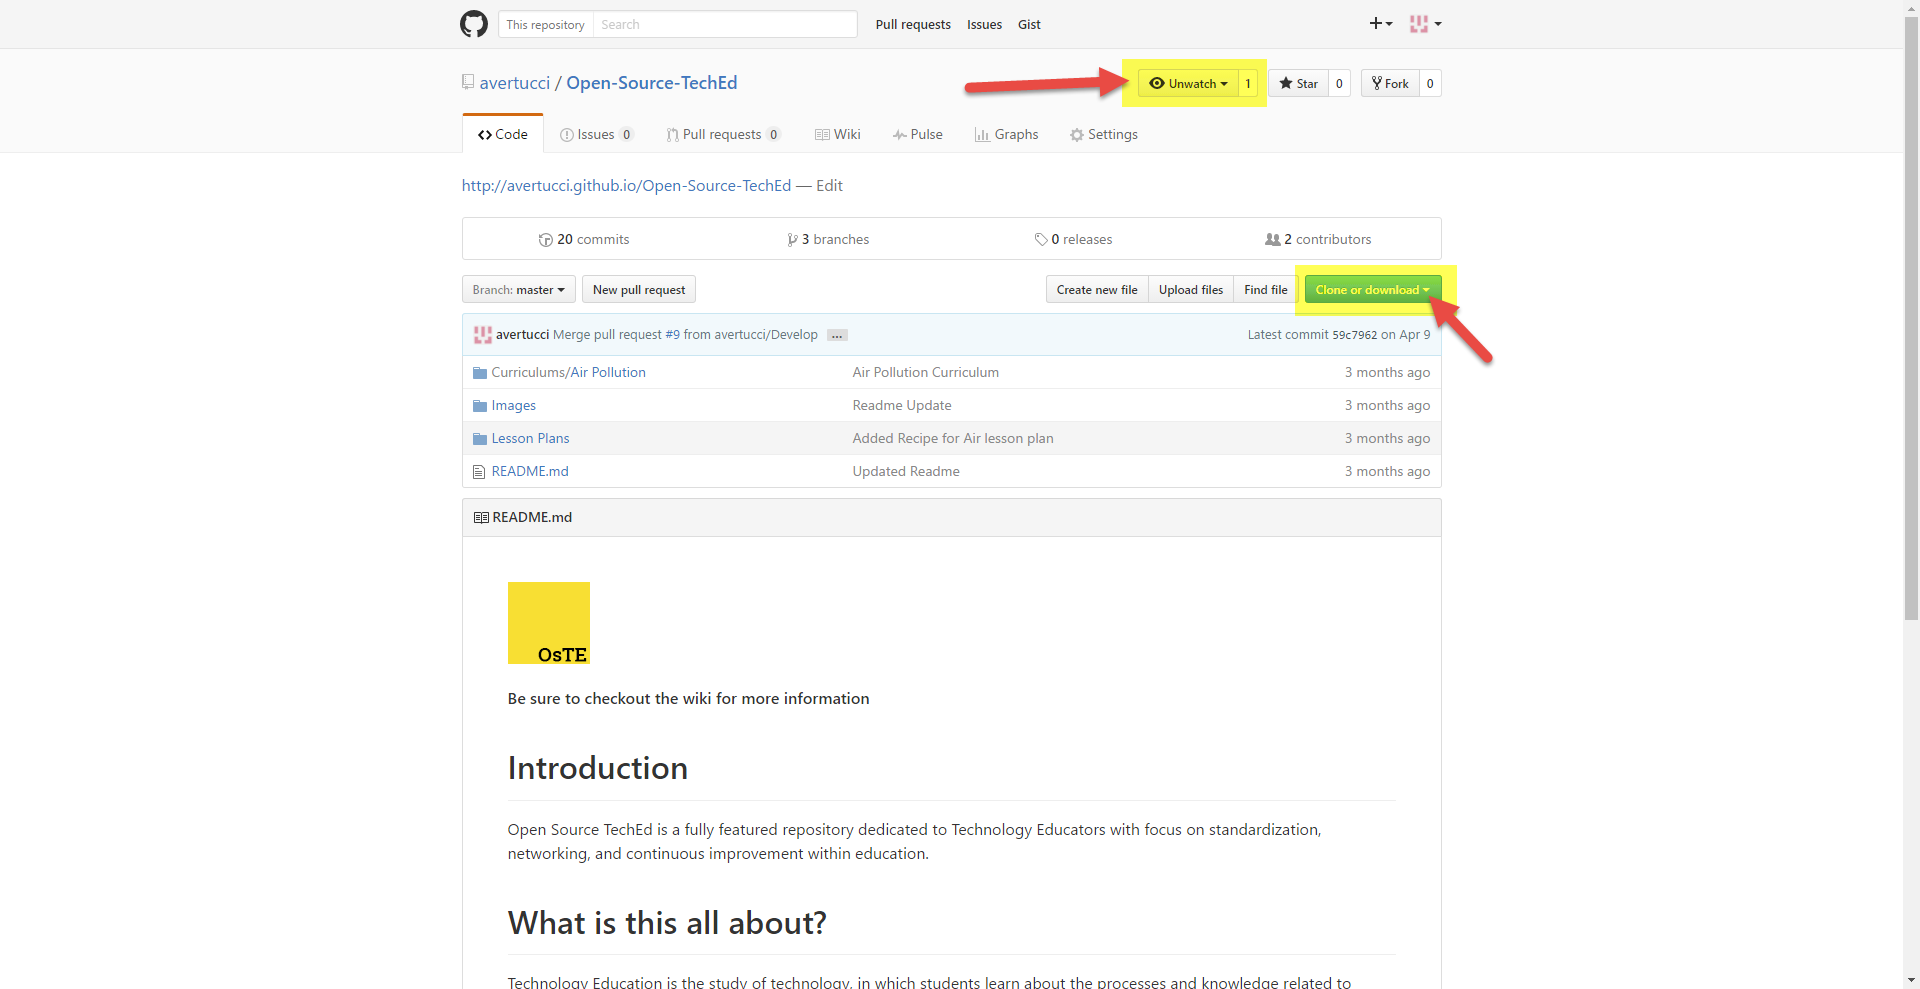 This repository Search Pull requests Issues Gist
avertucci / Open-Source-TechEd Unwatch 1 Star 0 Fork 0
Code Issues 0 Pull requests 0 Wiki Pulse Graphs Settings
http://avertucci.github.io/Open-Source-TechEd — Edit
20 commits 3 branches 0 releases 2 contributors
Branch: master New pull request Create new file Upload files Find file Clone or download
avertucci Merge pull request #9 from avertucci/Develop ... Latest commit 59c7962 on Apr 9
Curriculums/Air Pollution Air Pollution Curriculum 3 months ago
Images Readme Update 3 months ago
Lesson Plans Added Recipe for Air lesson plan 3 months ago
README.md Updated Readme 3 months ago
README.md
OsTE
Be sure to checkout the wiki for more information
Introduction
Open Source TechEd is a fully featured repository dedicated to Technology Educators with focus on standardization,
networking, and continuous improvement within education.
What is this all about?
Technology Education is the study of technology, in which students learn about the processes and knowledge related to